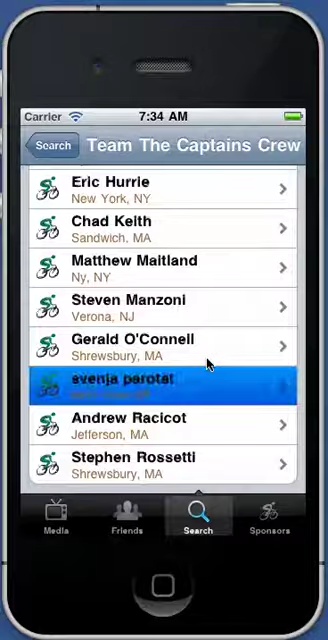 Carrier 7:34 AM
Search Team The Captains Crew
Eric Hurrie
New York, NY
Chad Keith
Sandwich, MA
Matthew Maitland
Ny, NY
Steven Manzoni
Verona, NJ
Gerald O'Connell
Shrewsbury, MA
Andrew Racicot
Jefferson, MA
Stephen Rossetti
Shrewsbury, MA
Media Friends Search Sponsors